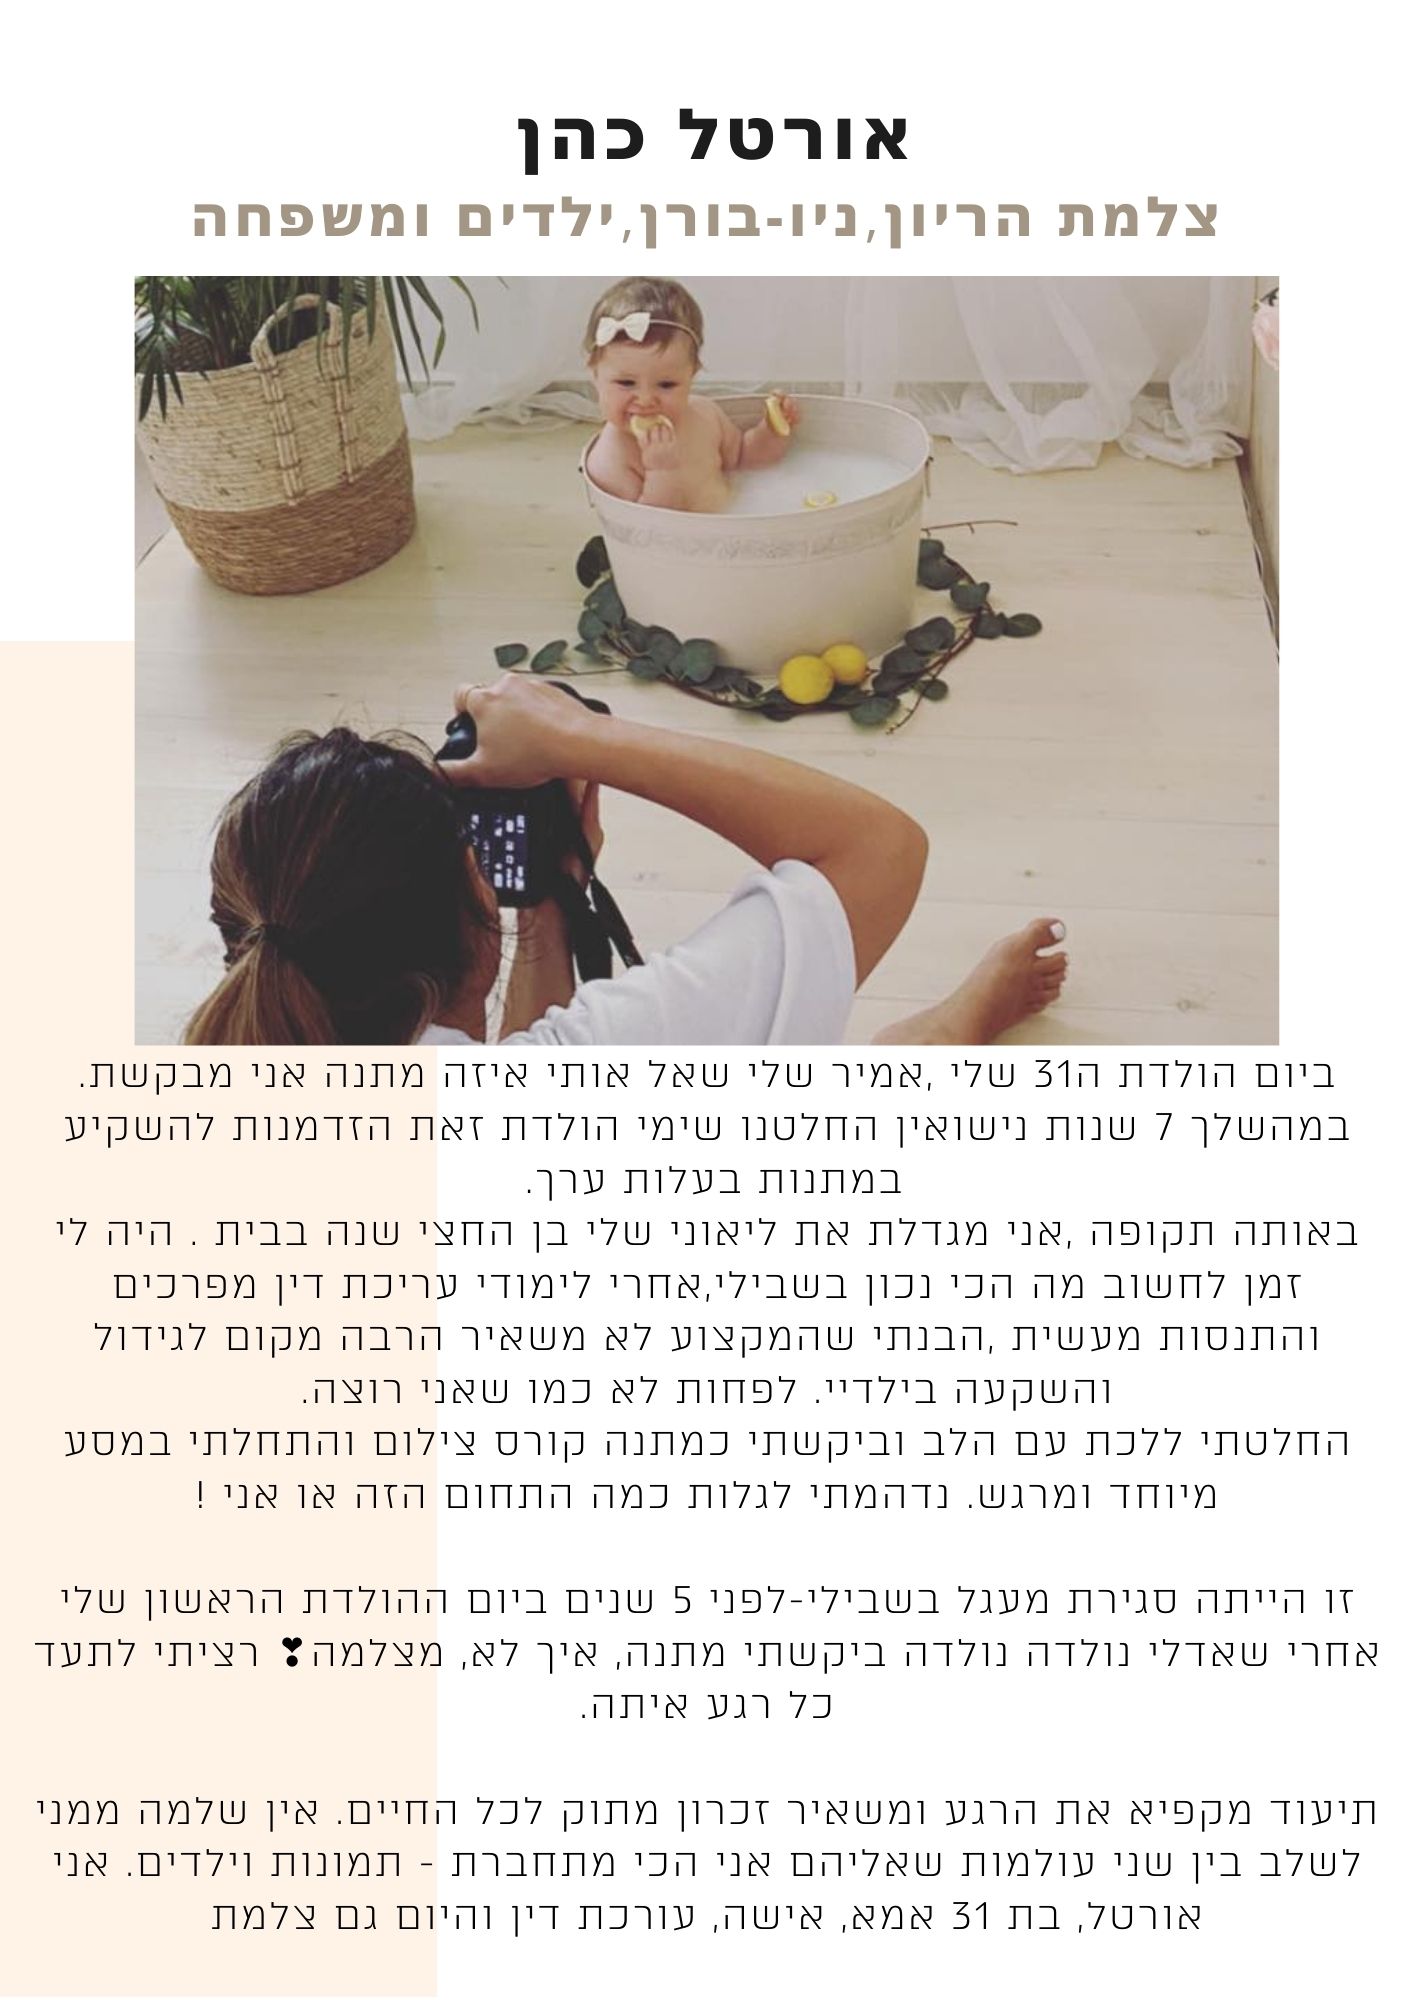 אורטל כהן
צלמת הריון,ניו-בורן,ילדים ומשפחה
ביום הולדת ה31 שלי ,אמיר שלי שאל אותי איזה מתנה אני מבקשת.
במהשלך 7 שנות נישואין החלטנו שימי הולדת זאת הזדמנות להשקיע
במתנות בעלות ערך.
באותה תקופה ,אני מגדלת את ליאוני שלי בן החצי שנה בבית . היה לי
זמן לחשוב מה הכי נכון בשבילי,אחרי לימודי עריכת דין מפרכים
והתנסות מעשית ,הבנתי שהמקצוע לא משאיר הרבה מקום לגידול
והשקעה בילדיי. לפחות לא כמו שאני רוצה.
החלטתי ללכת עם הלב וביקשתי כמתנה קורס צילום והתחלתי במסע
מיוחד ומרגש. נדהמתי לגלות כמה התחום הזה או אני !
זו הייתה סגירת מעגל בשבילי-לפני 5 שנים ביום ההולדת הראשון שלי
אחרי שאדלי נולדה נולדה ביקשתי מתנה, איך לא, מצלמה❣ רציתי לתעד
כל רגע איתה.
תיעוד מקפיא את הרגע ומשאיר זכרון מתוק לכל החיים. אין שלמה ממני
לשלב בין שני עולמות שאליהם אני הכי מתחברת - תמונות וילדים. אני
אורטל, בת 31 אמא, אישה, עורכת דין והיום גם צלמת